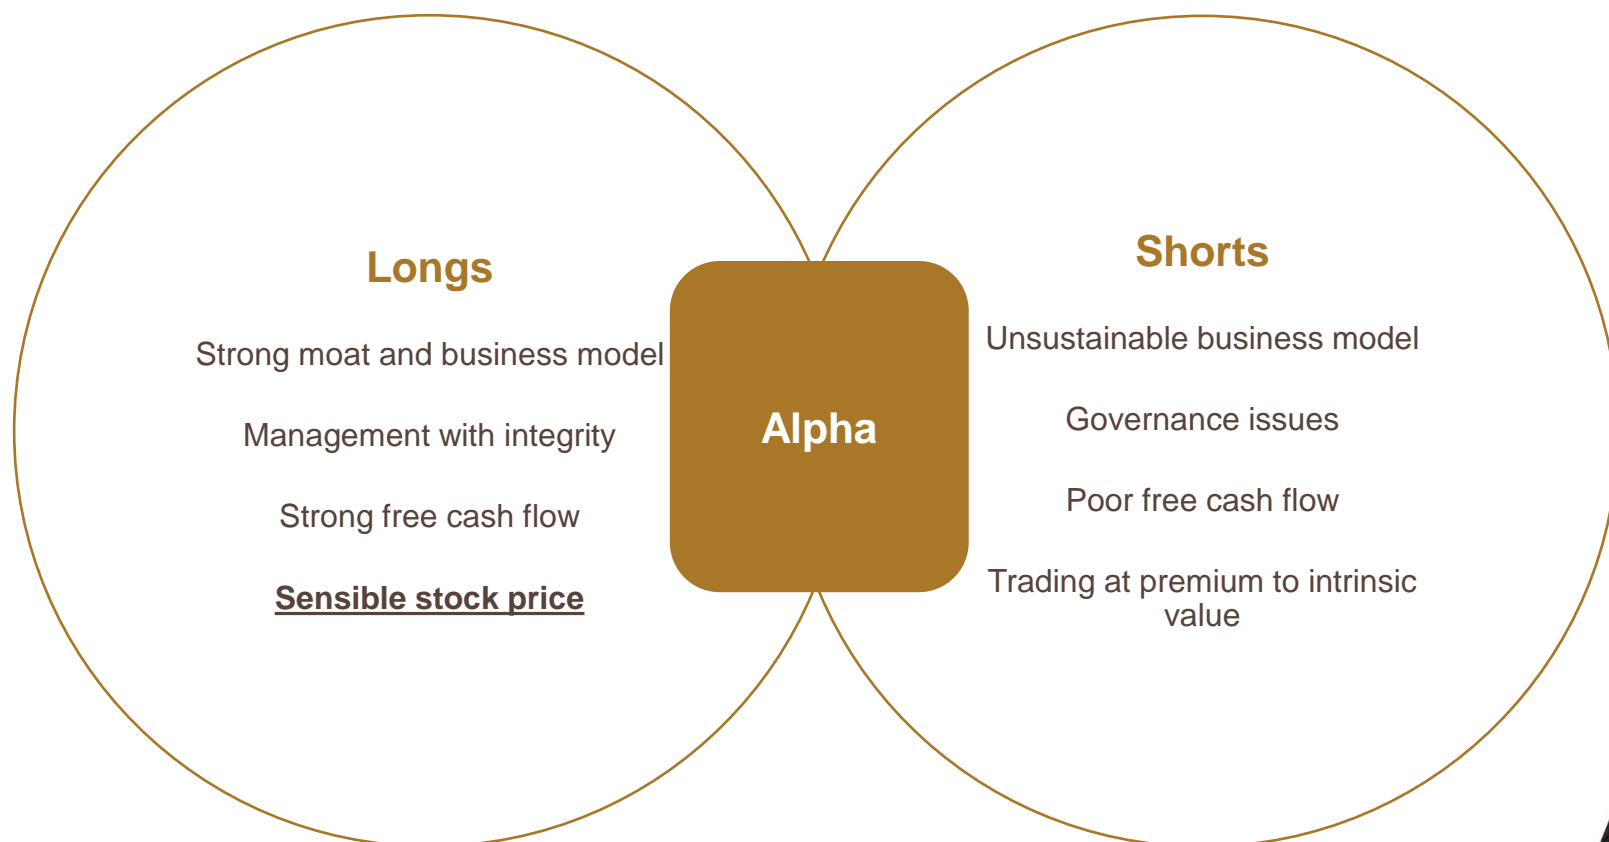 Longs
Strong moat and business model
Management with integrity
Strong free cash flow
Sensible stock price
Alpha
Shorts
Unsustainable business model
Governance issues
Poor free cash flow
Trading at premium to intrinsic
value